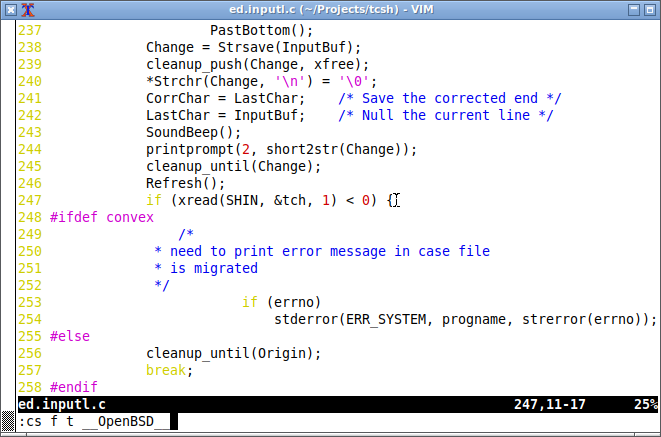 ed.inputl.c (~/Projects/tcsh) - VIM
237 PastBottom();
238 Change = Strsave(InputBuf);
239 cleanup_push(Change, xfree);
240 *Strchr(Change, '\n') = '\0';
241 CorrChar = LastChar; /* Save the corrected end */
242 LastChar = InputBuf; /* Null the current line */
243 SoundBeep();
244 printprompt(2, short2str(Change));
245 cleanup_until(Change);
246 Refresh();
247 if (xread(SHIN, &tch, 1) < 0) {
248 #ifdef convex
249 /*
250 * need to print error message in case file
251 * is migrated
252 */
253 if (errno)
254 stderror(ERR_SYSTEM, progname, strerror(errno));
255 #else
256 cleanup_until(Origin);
257 break;
258 #endif
ed.inputl.c 247,11-17 25%
:cs f t __OpenBSD__